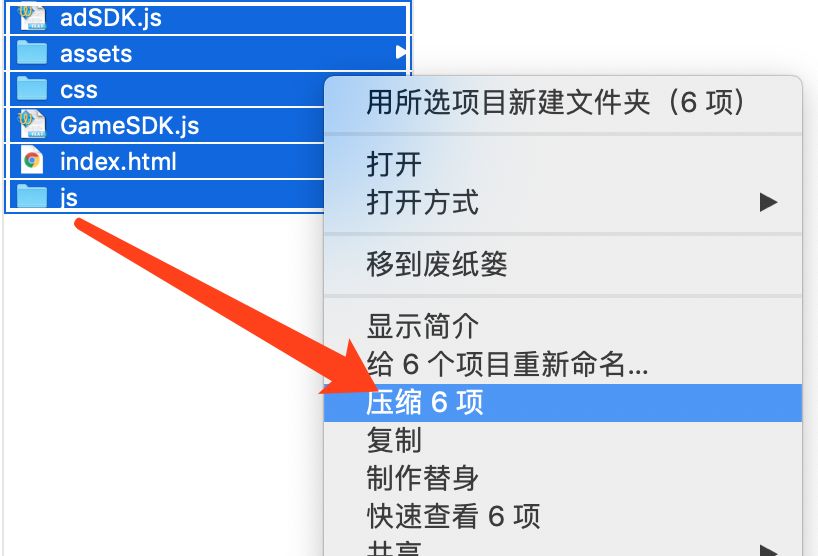 adSDK.js
assets
css
GameSDK.js
index.html
js
用所选项目新建文件夹（6 项）
打开
打开方式
移到废纸篓
显示简介
给 6 个项目重新命名...
压缩 6 项
复制
制作替身
快速查看 6 项
共享